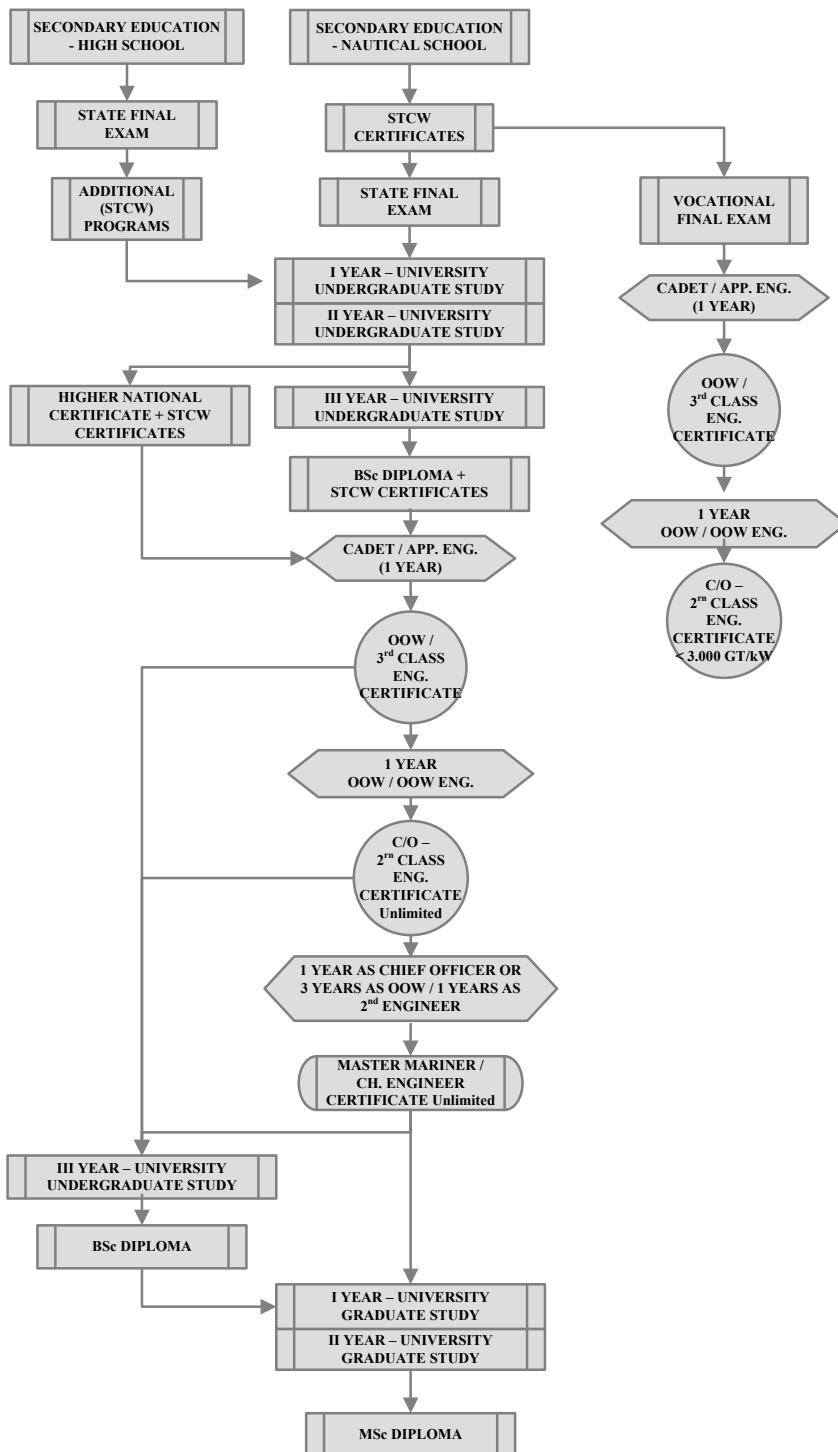 SECONDARY EDUCATION
- HIGH SCHOOL
SECONDARY EDUCATION
- NAUTICAL SCHOOL
STATE FINAL
EXAM
STCW
CERTIFICATES
ADDITIONAL
(STCW)
PROGRAMS
STATE FINAL
EXAM
VOCATIONAL
FINAL EXAM
I YEAR – UNIVERSITY
UNDERGRADUATE STUDY
II YEAR – UNIVERSITY
UNDERGRADUATE STUDY
CADET / APP. ENG.
(1 YEAR)
HIGHER NATIONAL
CERTIFICATE + STCW
CERTIFICATES
III YEAR – UNIVERSITY
UNDERGRADUATE STUDY
OOW /
3rd CLASS
ENG.
CERTIFICATE
BSc DIPLOMA +
STCW CERTIFICATES
1 YEAR
OOW / OOW ENG.
CADET / APP. ENG.
(1 YEAR)
C/O –
2rn CLASS
ENG.
CERTIFICATE
< 3.000 GT/kW
OOW /
3rd CLASS
ENG.
CERTIFICATE
1 YEAR
OOW / OOW ENG.
C/O –
2rn CLASS
ENG.
CERTIFICATE
Unlimited
1 YEAR AS CHIEF OFFICER OR
3 YEARS AS OOW / 1 YEARS AS
2nd ENGINEER
MASTER MARINER /
CH. ENGINEER
CERTIFICATE Unlimited
III YEAR – UNIVERSITY
UNDERGRADUATE STUDY
BSc DIPLOMA
I YEAR – UNIVERSITY
GRADUATE STUDY
II YEAR – UNIVERSITY
GRADUATE STUDY
MSc DIPLOMA